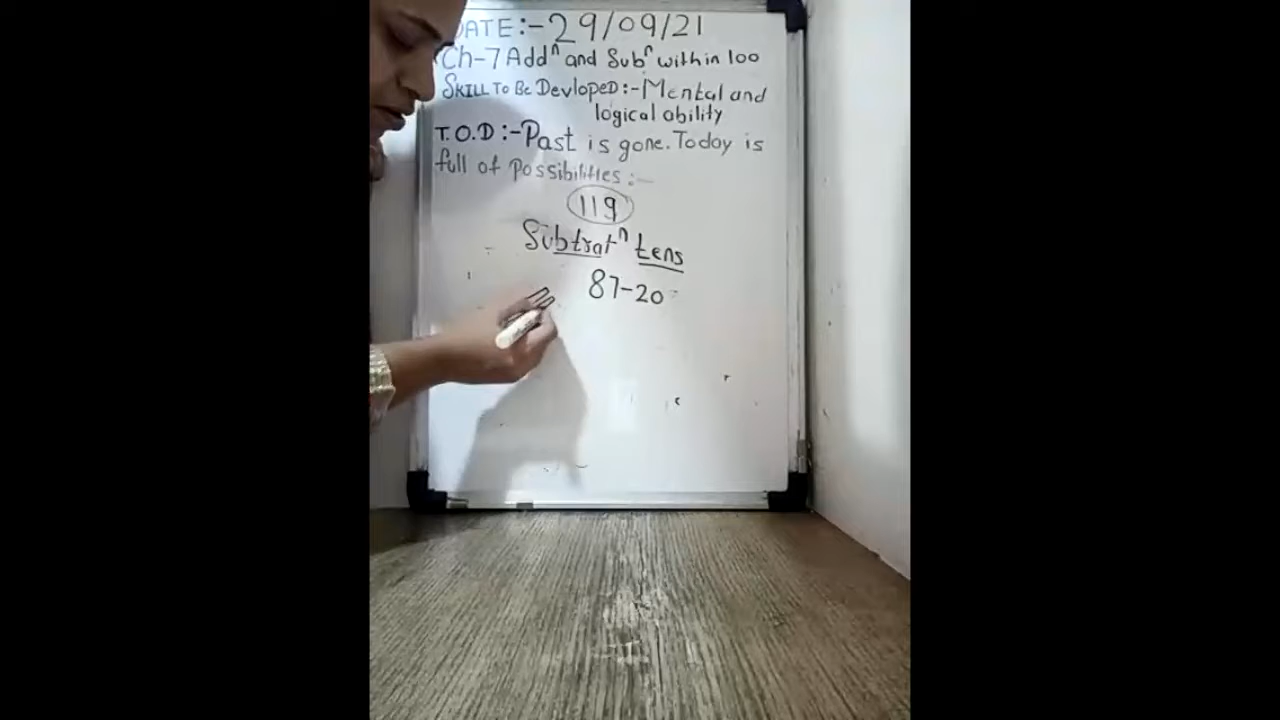 DATE:-29/09/21
Ch-7 Addⁿ and Subⁿ within 100
SKILL TO BE DevloPeD:-Mental and
logical ability
T.O.D:-Past is gone. Today is
full of Possibilities:-
119
Subtratⁿ tens
87-20=